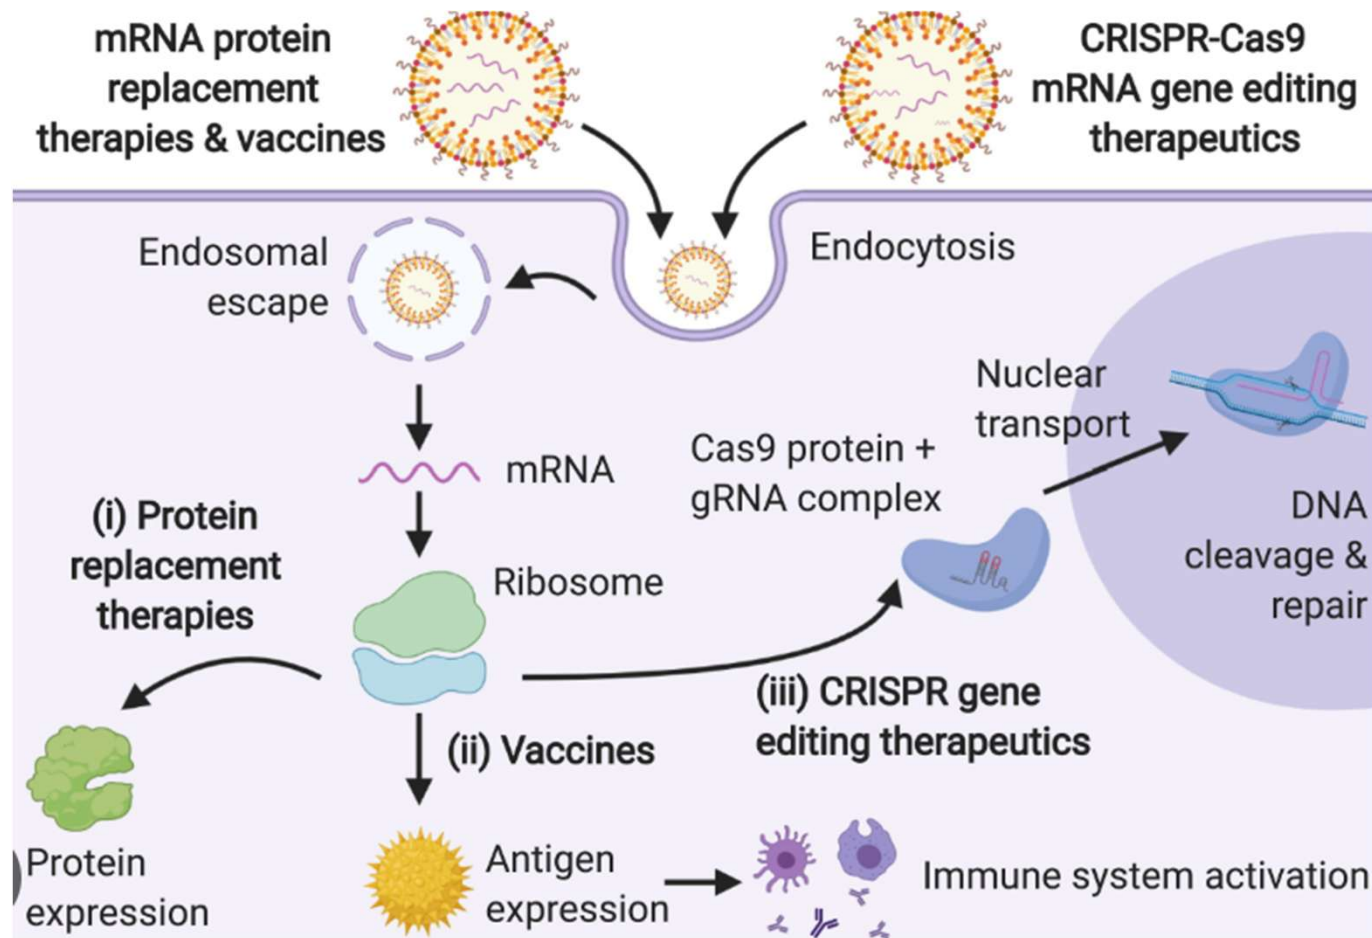 mRNA protein
replacement
therapies & vaccines
CRISPR-Cas9
mRNA gene editing
therapeutics
Endosomal
escape
Endocytosis
Nuclear
transport
Cas9 protein +
gRNA complex
mRNA
(i) Protein
replacement
therapies
Ribosome
DNA
cleavage &
repair
(iii) CRISPR gene
editing therapeutics
(ii) Vaccines
Protein
expression
Antigen
expression
Immune system activation